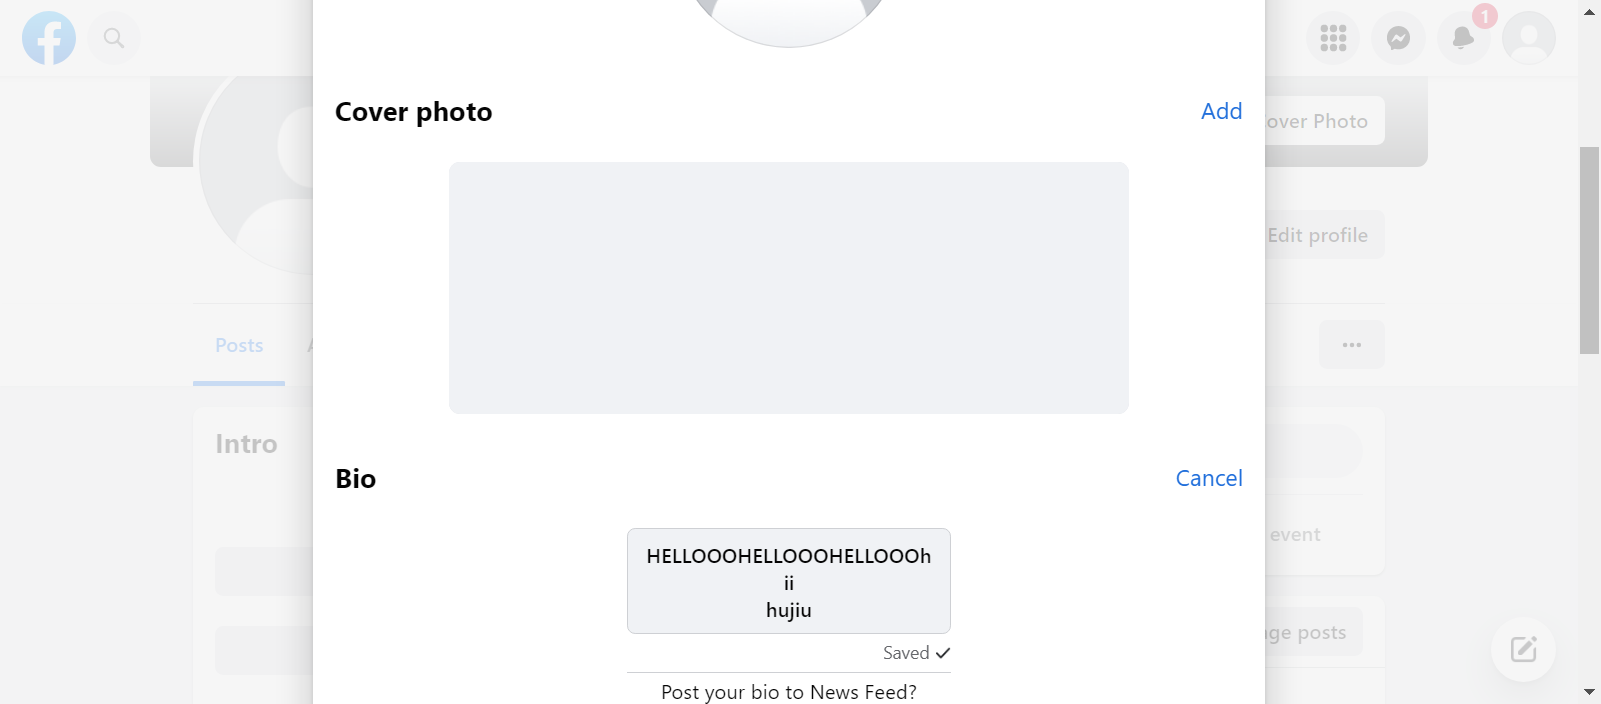 1
Cover photo
Add
over Photo
Edit profile
Posts
Intro
Bio
Cancel
event
HELLOOOHELLOOOHELLOOOh
ii
hujiu
ge posts
Saved
Post your bio to News Feed?